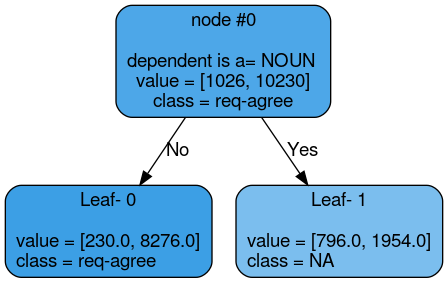 node #0
dependent is a= NOUN
value = [1026, 10230]
class = req-agree
No
Yes
Leaf- 0
value = [230.0, 8276.0]
class = req-agree
Leaf- 1
value = [796.0, 1954.0]
class = NA